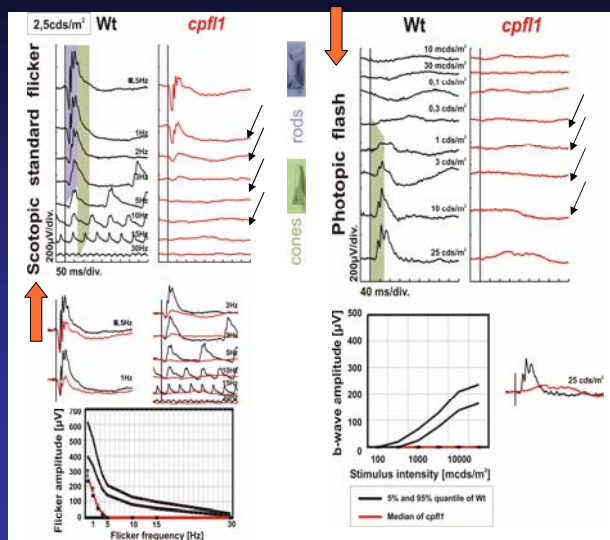 2,5cds/m²
Wt
cpfl1
Scotopic standard flicker
,5Hz
1Hz
2Hz
3Hz
5Hz
10Hz
15Hz
30Hz
200µV/div.
50 ms/div.
rods
cones
Wt
cpfl1
Photopic flash
10 mcds/m²
30 mcds/m²
0,1 cds/m²
0,3 cds/m²
1 cds/m²
3 cds/m²
10 cds/m²
25 cds/m²
200µV/div.
40 ms/div.
,5Hz
1Hz
2Hz
3Hz
5Hz
10Hz
15Hz
Flicker amplitude [µV]
700
600
500
400
300
200
100
0
1
5
10
15
30
Flicker frequency [Hz]
b-wave amplitude [µV]
500
400
300
200
100
0
100
1000
10000
Stimulus intensity [mcds/m²]
25 cds/m²
5% and 95% quantile of Wt
Median of cpfl1